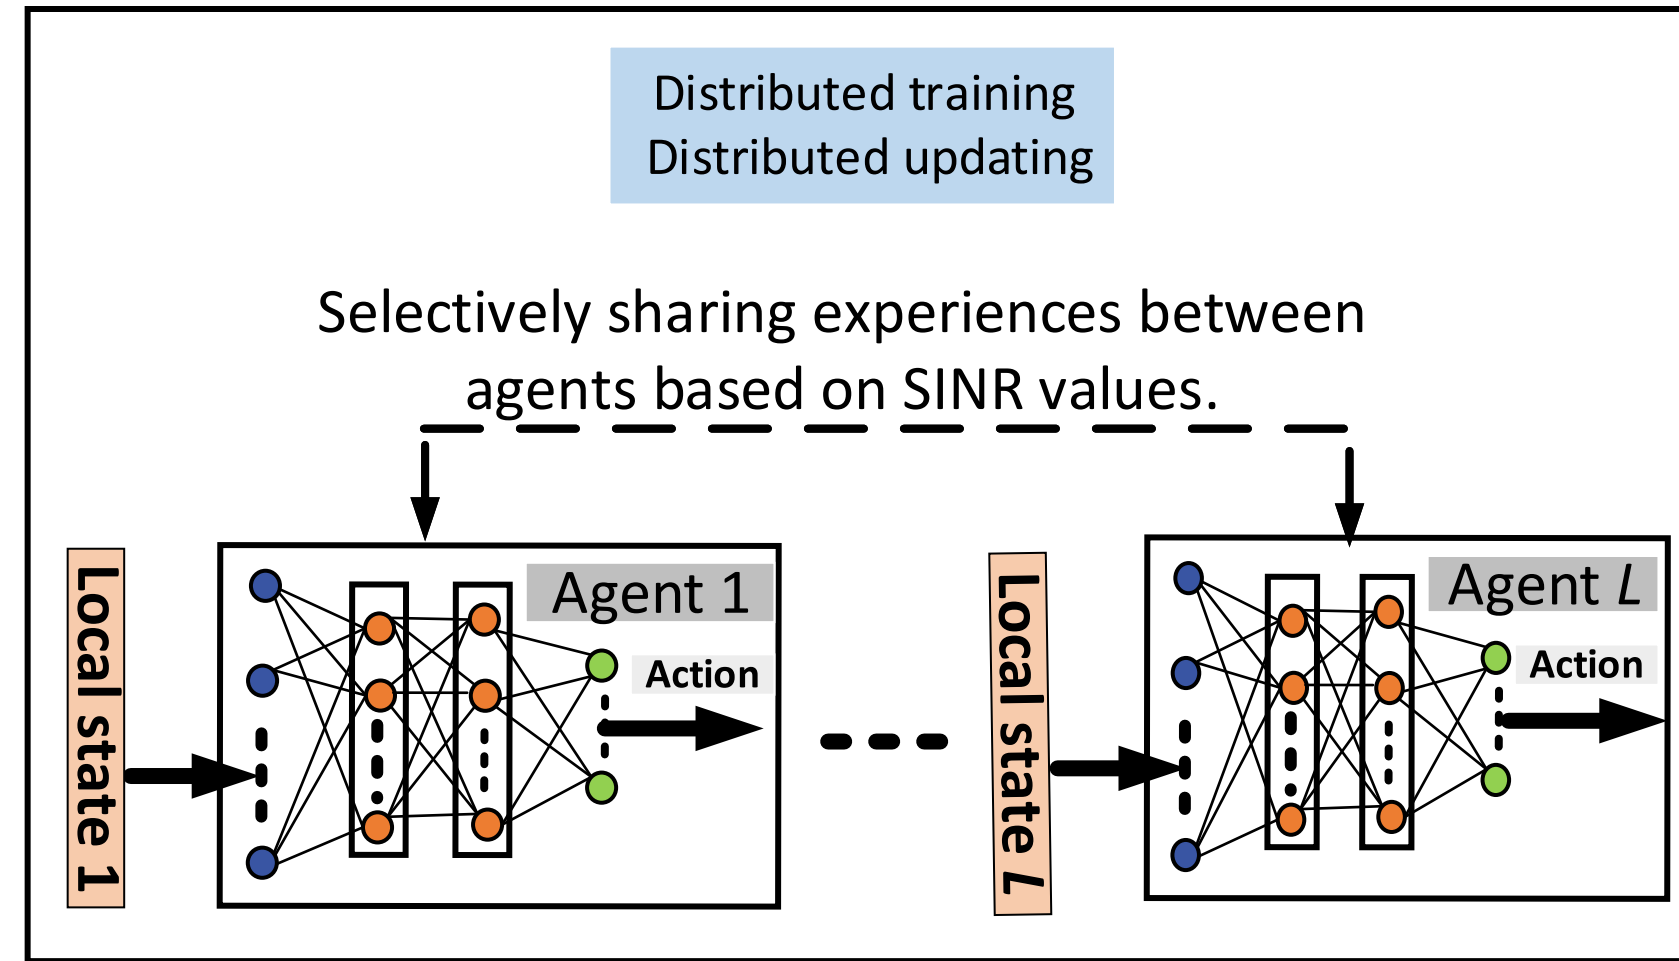 Distributed training
Distributed updating
Selectively sharing experiences between
agents based on SINR values.
Local state 1
Agent 1
Action
Local state L
Agent L
Action